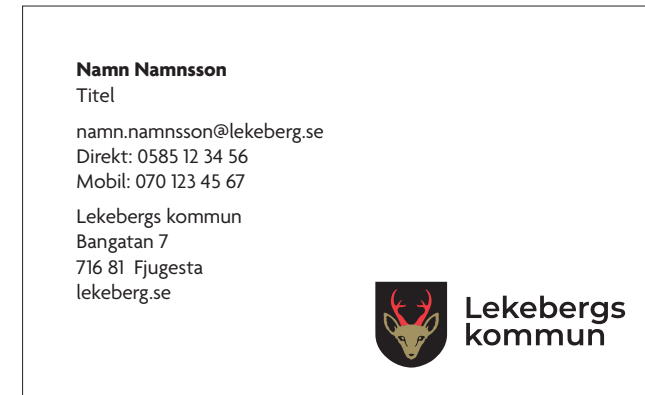 Namn Namnsson
Titel
namn.namnsson@lekeberg.se
Direkt: 0585 12 34 56
Mobil: 070 123 45 67
Lekebergs kommun
Bangatan 7
716 81  Fjugesta
lekeberg.se
Lekebergs
kommun